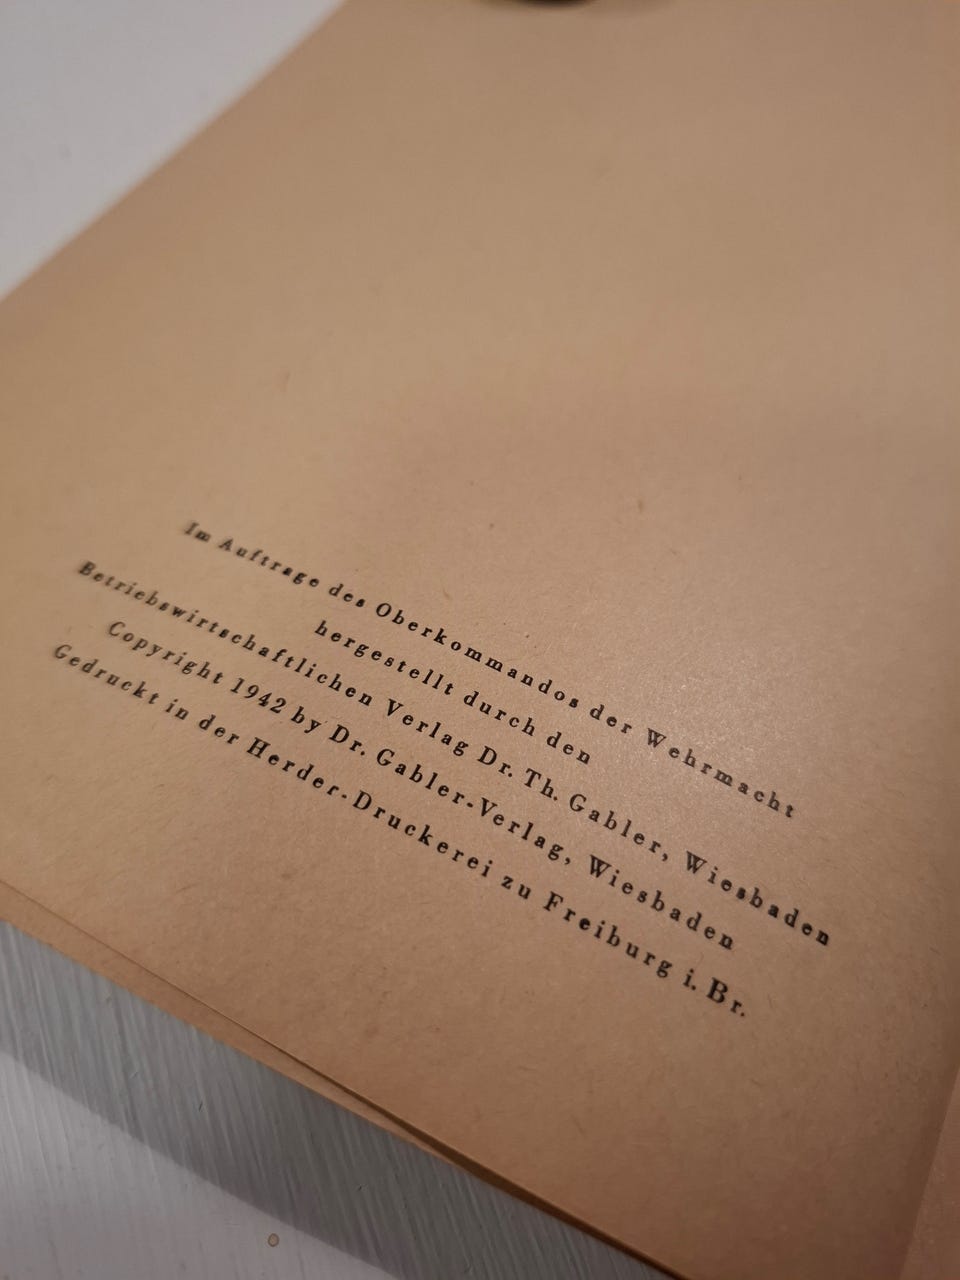 Im Auftrage des Oberkommandos der Wehrmacht
hergestellt durch den
Betriebswirtschaftlichen Verlag Dr. Th. Gabler, Wiesbaden
Copyright 1942 by Dr. Gabler-Verlag, Wiesbaden
Gedruckt in der Herder-Druckerei zu Freiburg i. Br.